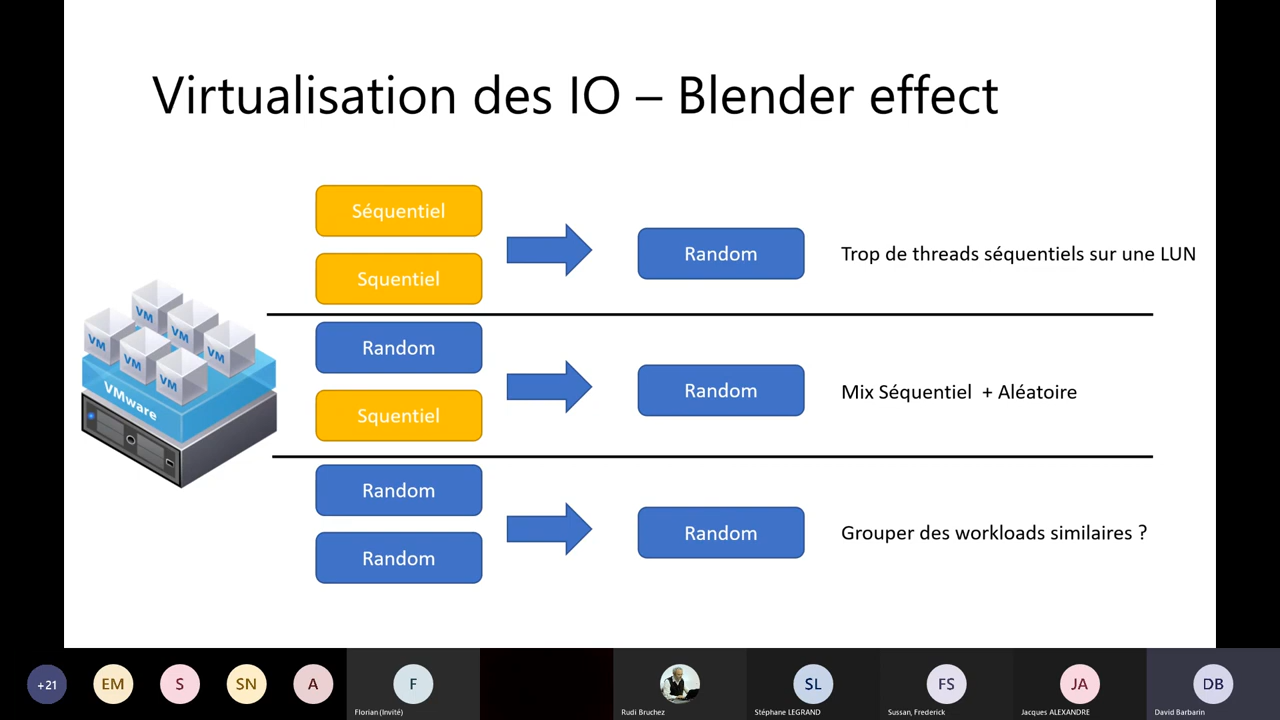 Virtualisation des IO – Blender effect
Séquentiel
Squentiel
Random
Trop de threads séquentiels sur une LUN
Random
Squentiel
Random
Mix Séquentiel + Aléatoire
Random
Random
Random
Grouper des workloads similaires ?
VM
VM
VM
VM
VM
VM
VMware
+21
EM
S
SN
A
F
SL
FS
JA
DB
Florian (Invité)
Rudi Bruchez
Stéphane LEGRAND
Sussan, Frederick
Jacques ALEXANDRE
David Barbarin